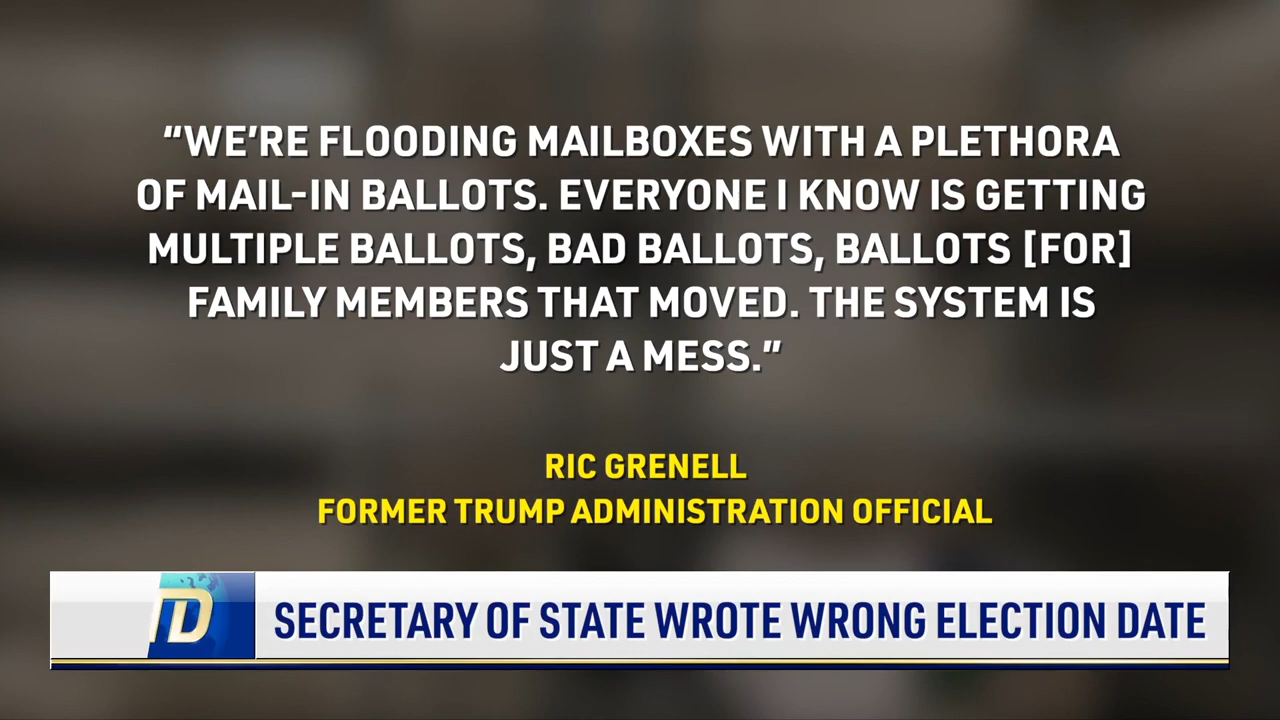 “WE’RE FLOODING MAILBOXES WITH A PLETHORA
OF MAIL-IN BALLOTS. EVERYONE I KNOW IS GETTING
MULTIPLE BALLOTS, BAD BALLOTS, BALLOTS [FOR]
FAMILY MEMBERS THAT MOVED. THE SYSTEM IS
JUST A MESS.”
RIC GRENELL
FORMER TRUMP ADMINISTRATION OFFICIAL
D
SECRETARY OF STATE WROTE WRONG ELECTION DATE